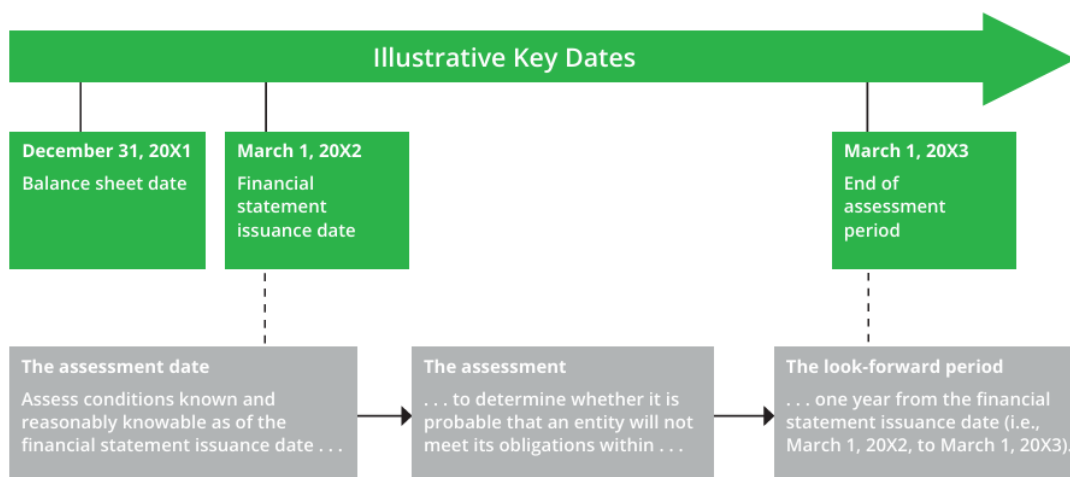 Illustrative Key Dates
December 31, 20X1
Balance sheet date
March 1, 20X2
Financial
statement
issuance date
March 1, 20X3
End of
assessment
period
The assessment date
Assess conditions known and
reasonably knowable as of the
financial statement issuance date . . .
The assessment
. . . to determine whether it is
probable that an entity will not
meet its obligations within . . .
The look-forward period
. . . one year from the financial
statement issuance date (i.e.,
March 1, 20X2, to March 1, 20X3).